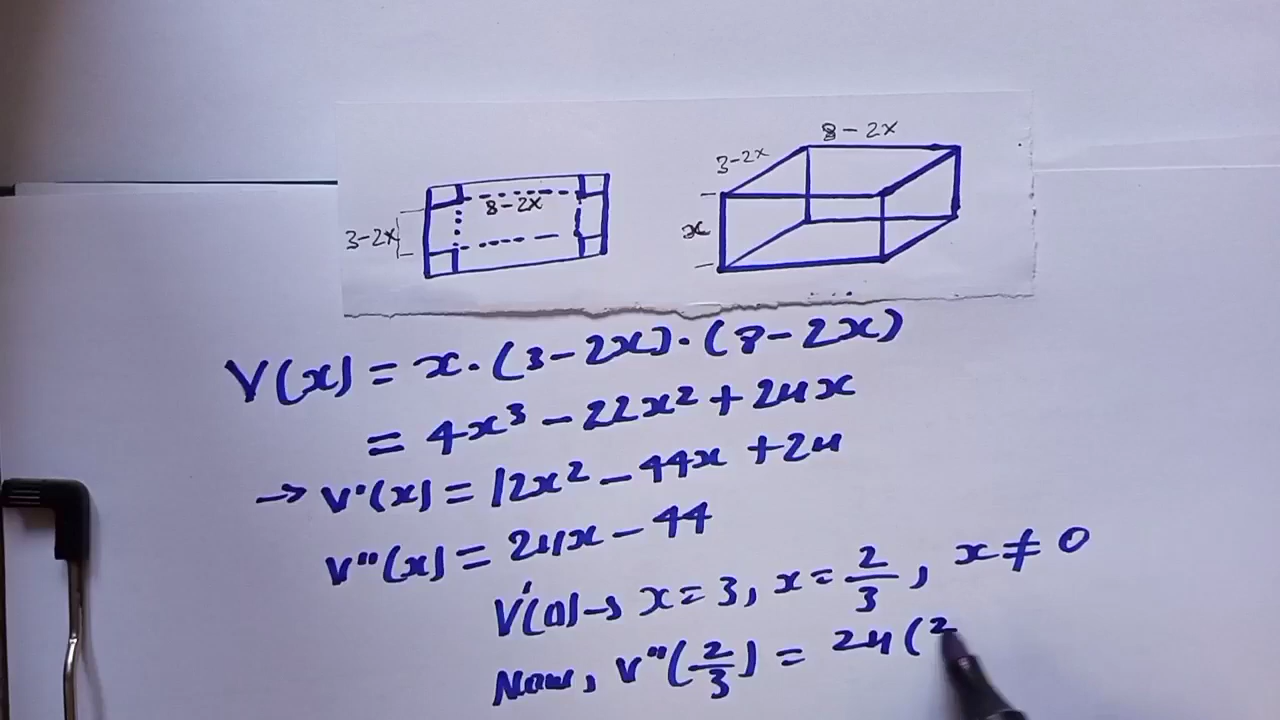 8-2x
3-2x
8-2x
3-2x
x
V(x) = x.(3-2x).(8-2x)
= 4x³ - 22x² + 24x
→ V'(x) = 12x² - 44x + 24
V"(x) = 24x - 44
V'(0) → x = 3, x = 2/3, x ≠ 0
Now, V"(2/3) = 24(2